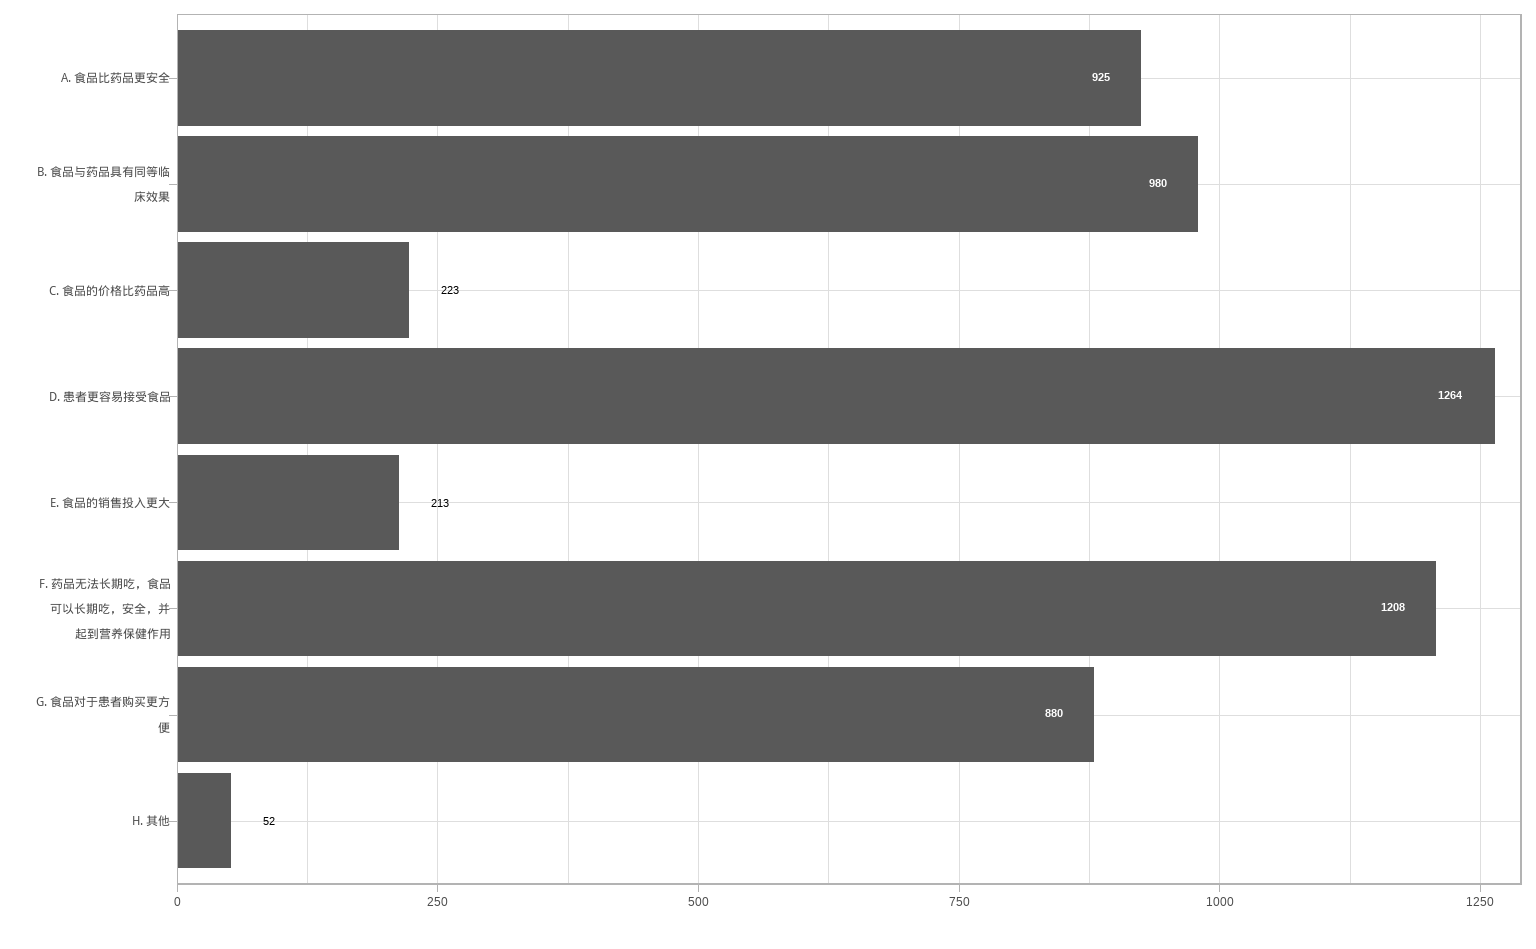 A. 食品比药品更安全
925
B. 食品与药品具有同等临
床效果
980
C. 食品的价格比药品高
223
D. 患者更容易接受食品
1264
E. 食品的销售投入更大
213
F. 药品无法长期吃，食品
可以长期吃，安全，并
起到营养保健作用
1208
G. 食品对于患者购买更方
便
880
H. 其他
52
0 250 500 750 1000 1250